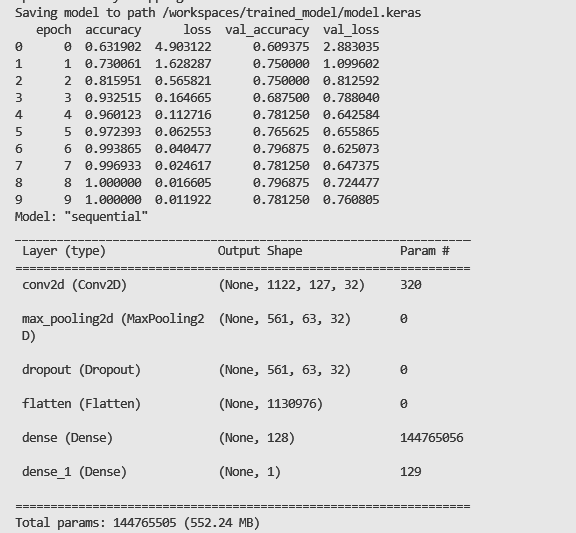 Saving model to path /workspaces/trained_model/model.keras
epoch accuracy loss val_accuracy val_loss
0 0 0.631902 4.903122 0.609375 2.883035
1 1 0.730061 1.628287 0.750000 1.099602
2 2 0.815951 0.565821 0.750000 0.812592
3 3 0.932515 0.164665 0.687500 0.788040
4 4 0.960123 0.112716 0.781250 0.642584
5 5 0.972393 0.062553 0.765625 0.655865
6 6 0.993865 0.040477 0.796875 0.625073
7 7 0.996933 0.024617 0.781250 0.647375
8 8 1.000000 0.016605 0.796875 0.724477
9 9 1.000000 0.011922 0.781250 0.760805
Model: "sequential"
Layer (type) Output Shape Param #
conv2d (Conv2D) (None, 1122, 127, 32) 320
max_pooling2d (MaxPooling2 (None, 561, 63, 32) 0
D)
dropout (Dropout) (None, 561, 63, 32) 0
flatten (Flatten) (None, 1130976) 0
dense (Dense) (None, 128) 144765056
dense_1 (Dense) (None, 1) 129
Total params: 144765505 (552.24 MB)